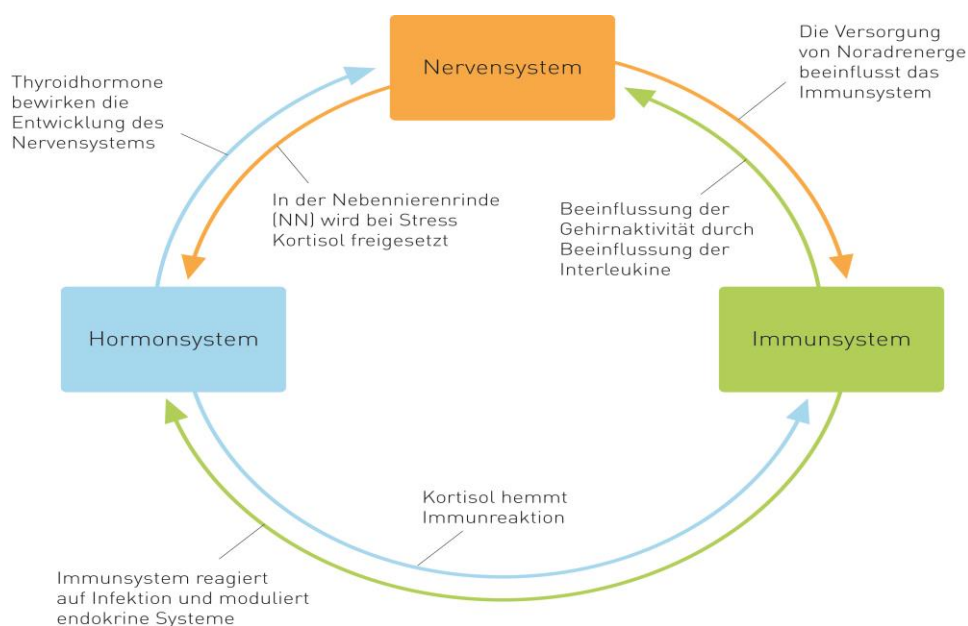 Nervensystem
Die Versorgung
von Noradrenerge
beeinflusst das
Immunsystem
Thyroidhormone
bewirken die
Entwicklung des
Nervensystems
In der Nebennierenrinde
(NN) wird bei Stress
Kortisol freigesetzt
Beeinflussung der
Gehirnaktivität durch
Beeinflussung der
Interleukine
Hormonsystem
Immunsystem
Kortisol hemmt
Immunreaktion
Immunsystem reagiert
auf Infektion und moduliert
endokrine Systeme